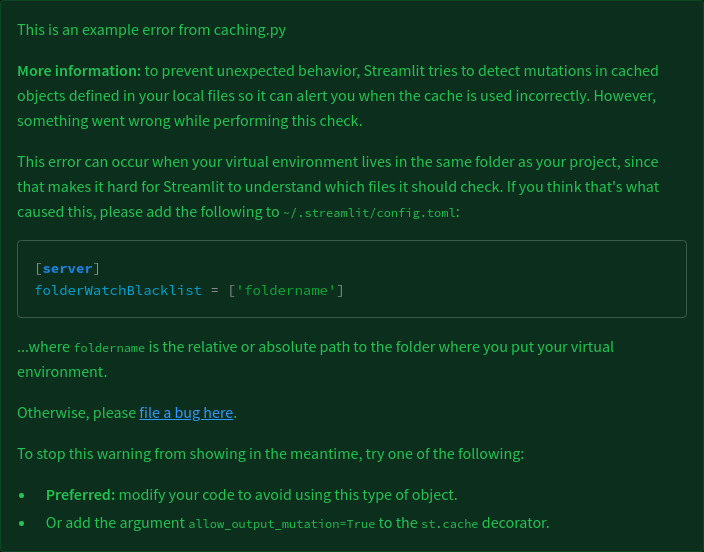 This is an example error from caching.py
More information: to prevent unexpected behavior, Streamlit tries to detect mutations in cached
objects defined in your local files so it can alert you when the cache is used incorrectly. However,
something went wrong while performing this check.
This error can occur when your virtual environment lives in the same folder as your project, since
that makes it hard for Streamlit to understand which files it should check. If you think that's what
caused this, please add the following to ~/.streamlit/config.toml:
[server]
folderWatchBlacklist = ['foldername']
...where foldername is the relative or absolute path to the folder where you put your virtual
environment.
Otherwise, please file a bug here.
To stop this warning from showing in the meantime, try one of the following:
• Preferred: modify your code to avoid using this type of object.
• Or add the argument allow_output_mutation=True to the st.cache decorator.